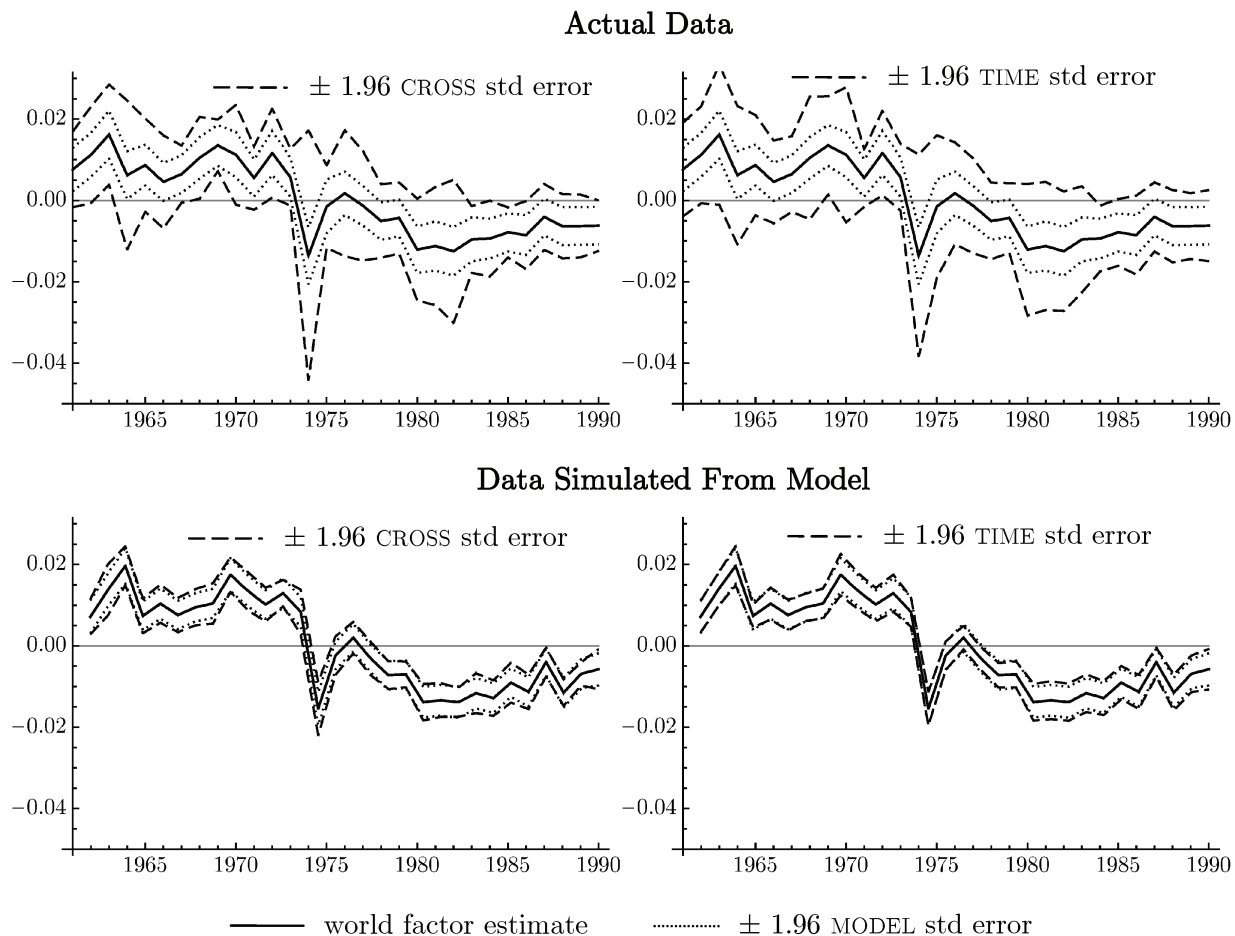 Actual Data
± 1.96 CROSS std error
± 1.96 TIME std error
0.02
0.00
−0.02
−0.04
1965 1970 1975 1980 1985 1990
0.02
0.00
−0.02
−0.04
1965 1970 1975 1980 1985 1990
Data Simulated From Model
± 1.96 CROSS std error
± 1.96 TIME std error
0.02
0.00
−0.02
−0.04
1965 1970 1975 1980 1985 1990
0.02
0.00
−0.02
−0.04
1965 1970 1975 1980 1985 1990
world factor estimate
± 1.96 MODEL std error